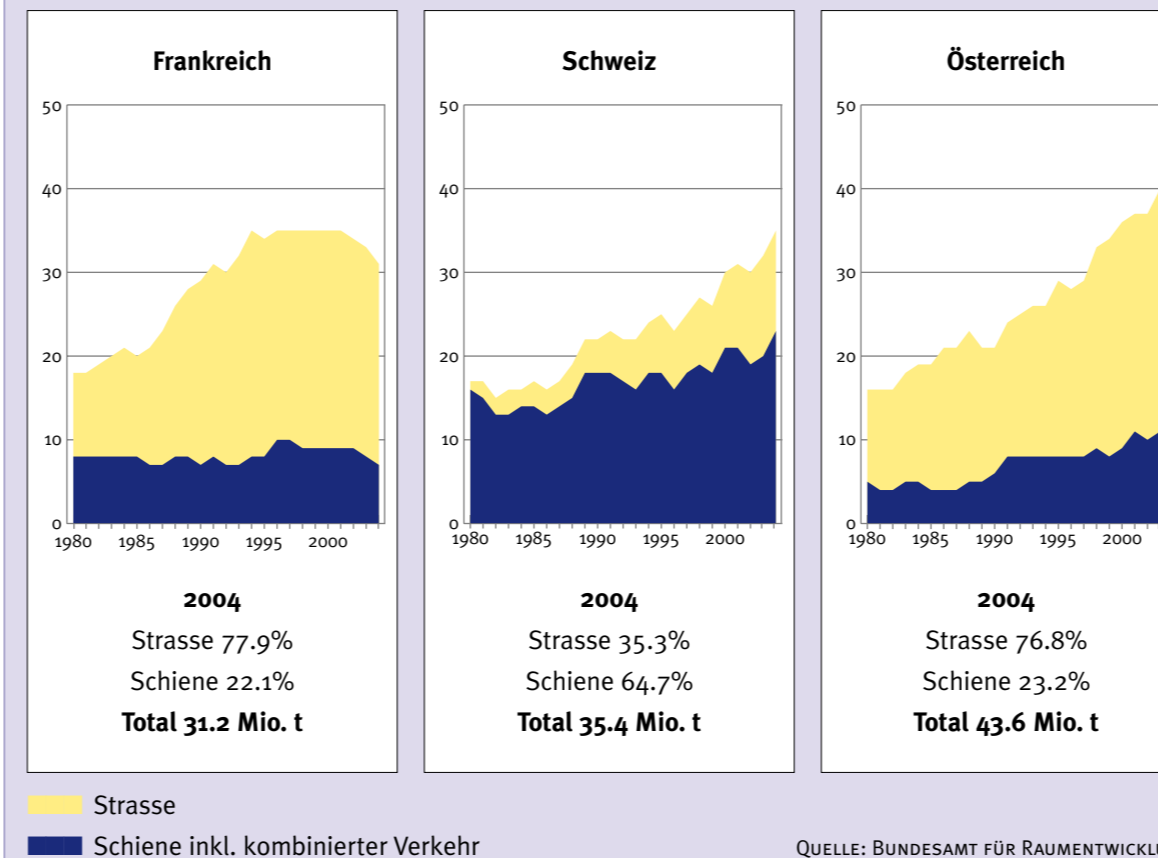 Frankreich
50
40
30
20
10
0
1980 1985 1990 1995 2000
2004
Strasse 77.9%
Schiene 22.1%
Total 31.2 Mio. t
Schweiz
50
40
30
20
10
0
1980 1985 1990 1995 2000
2004
Strasse 35.3%
Schiene 64.7%
Total 35.4 Mio. t
Österreich
50
40
30
20
10
0
1980 1985 1990 1995 2000
2004
Strasse 76.8%
Schiene 23.2%
Total 43.6 Mio. t
Strasse
Schiene inkl. kombinierter Verkehr
QUELLE: BUNDESAMT FÜR